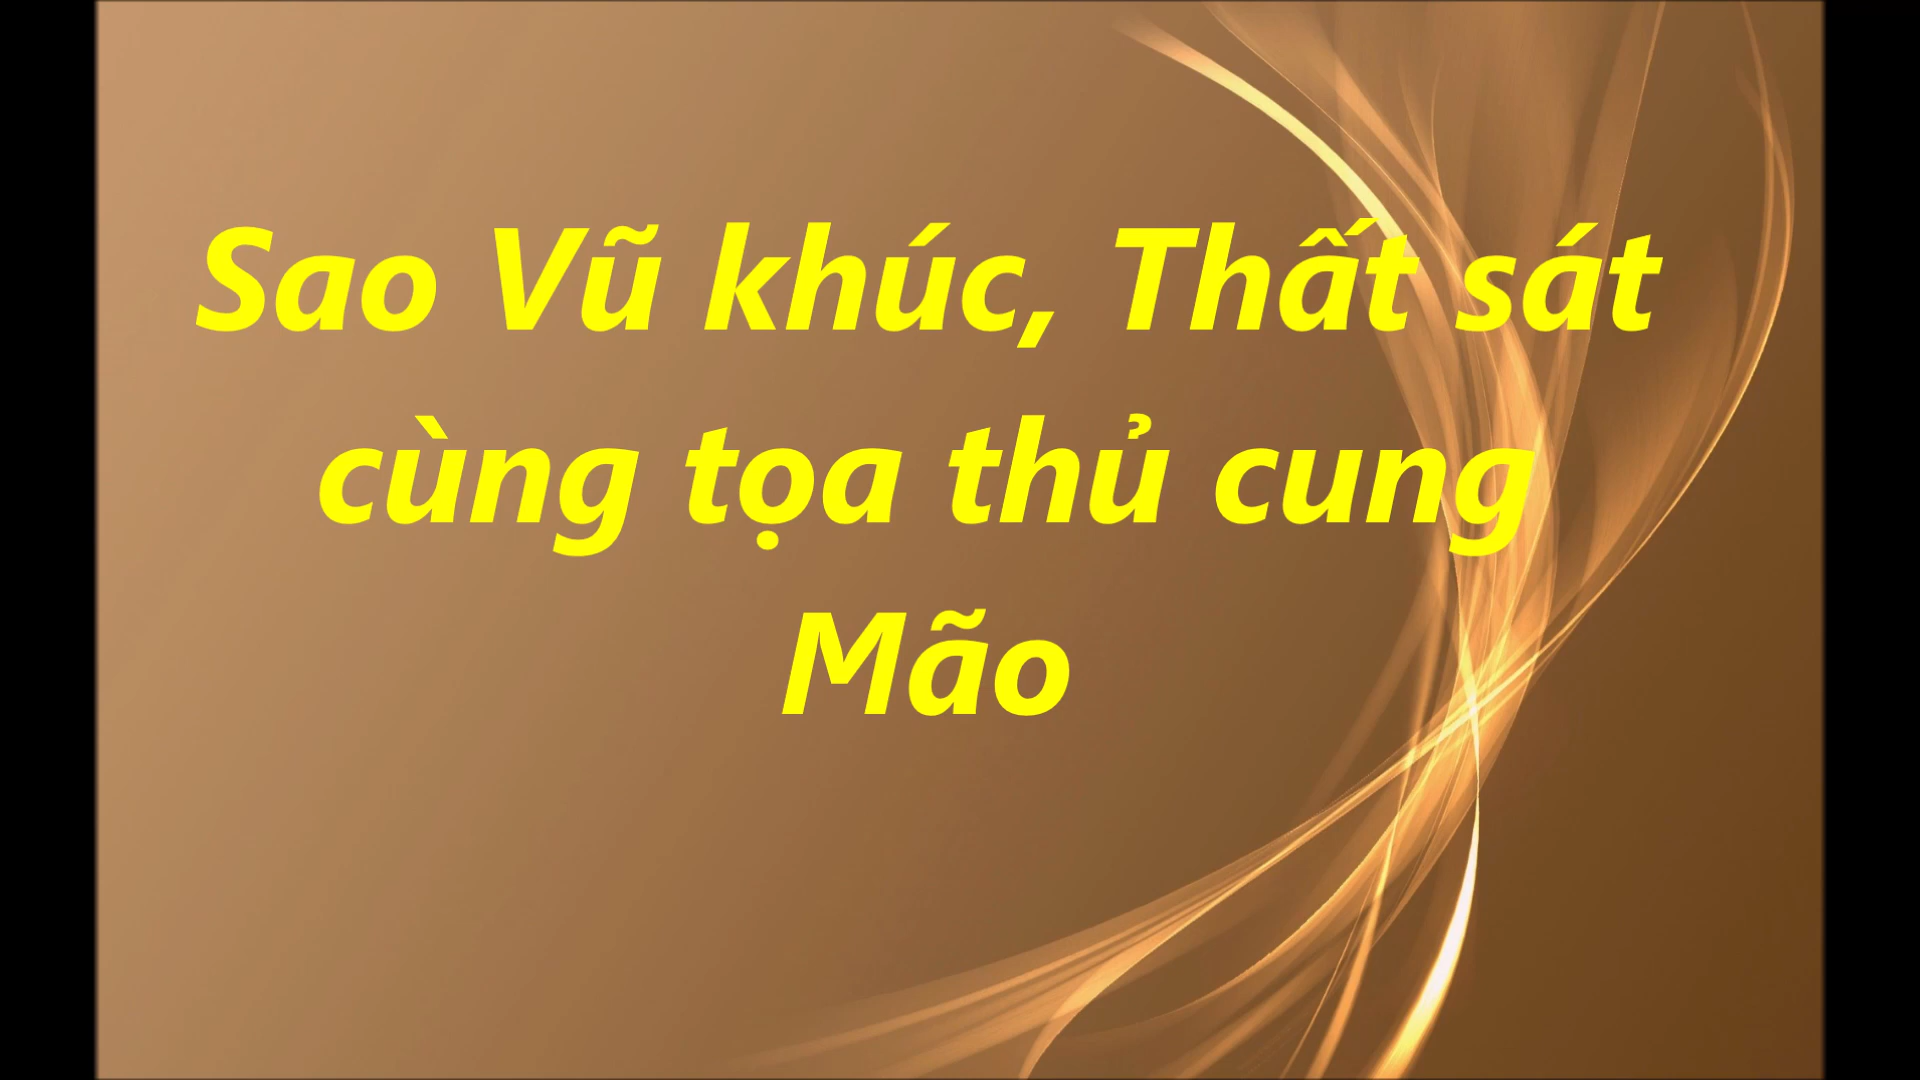 Sao Vũ khúc, Thất sát
cùng tọa thủ cung
Mão